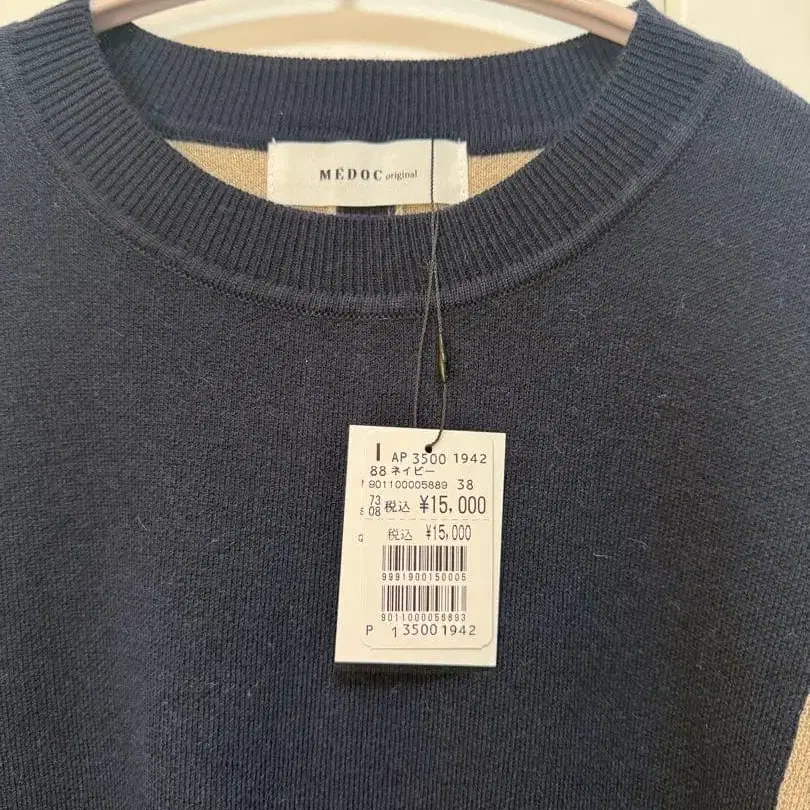 MEDOC original
I AP 3500 1942
88 ネイビー
901100005889 38
73
08 税込 ¥15,000
税込 ¥15,000
9991900150005
9011000058893
P 1 3500 1942